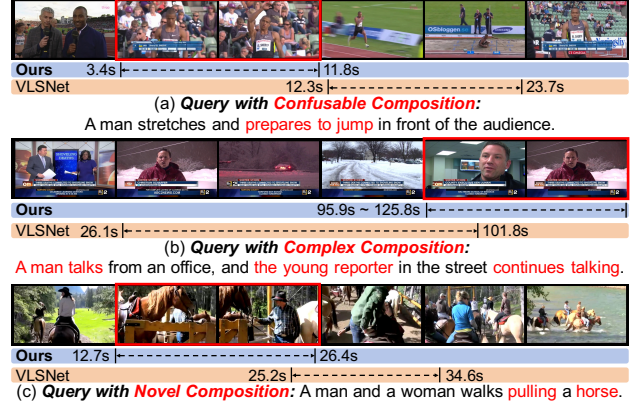 OSbloggen
Ours 3.4s 11.8s
VLSNet 12.3s 23.7s
(a) Query with Confusable Composition:
A man stretches and prepares to jump in front of the audience.
Ours 95.9s ~ 125.8s
VLSNet 26.1s 101.8s
(b) Query with Complex Composition:
A man talks from an office, and the young reporter in the street continues talking.
Ours 12.7s 26.4s
VLSNet 25.2s 34.6s
(c) Query with Novel Composition: A man and a woman walks pulling a horse.